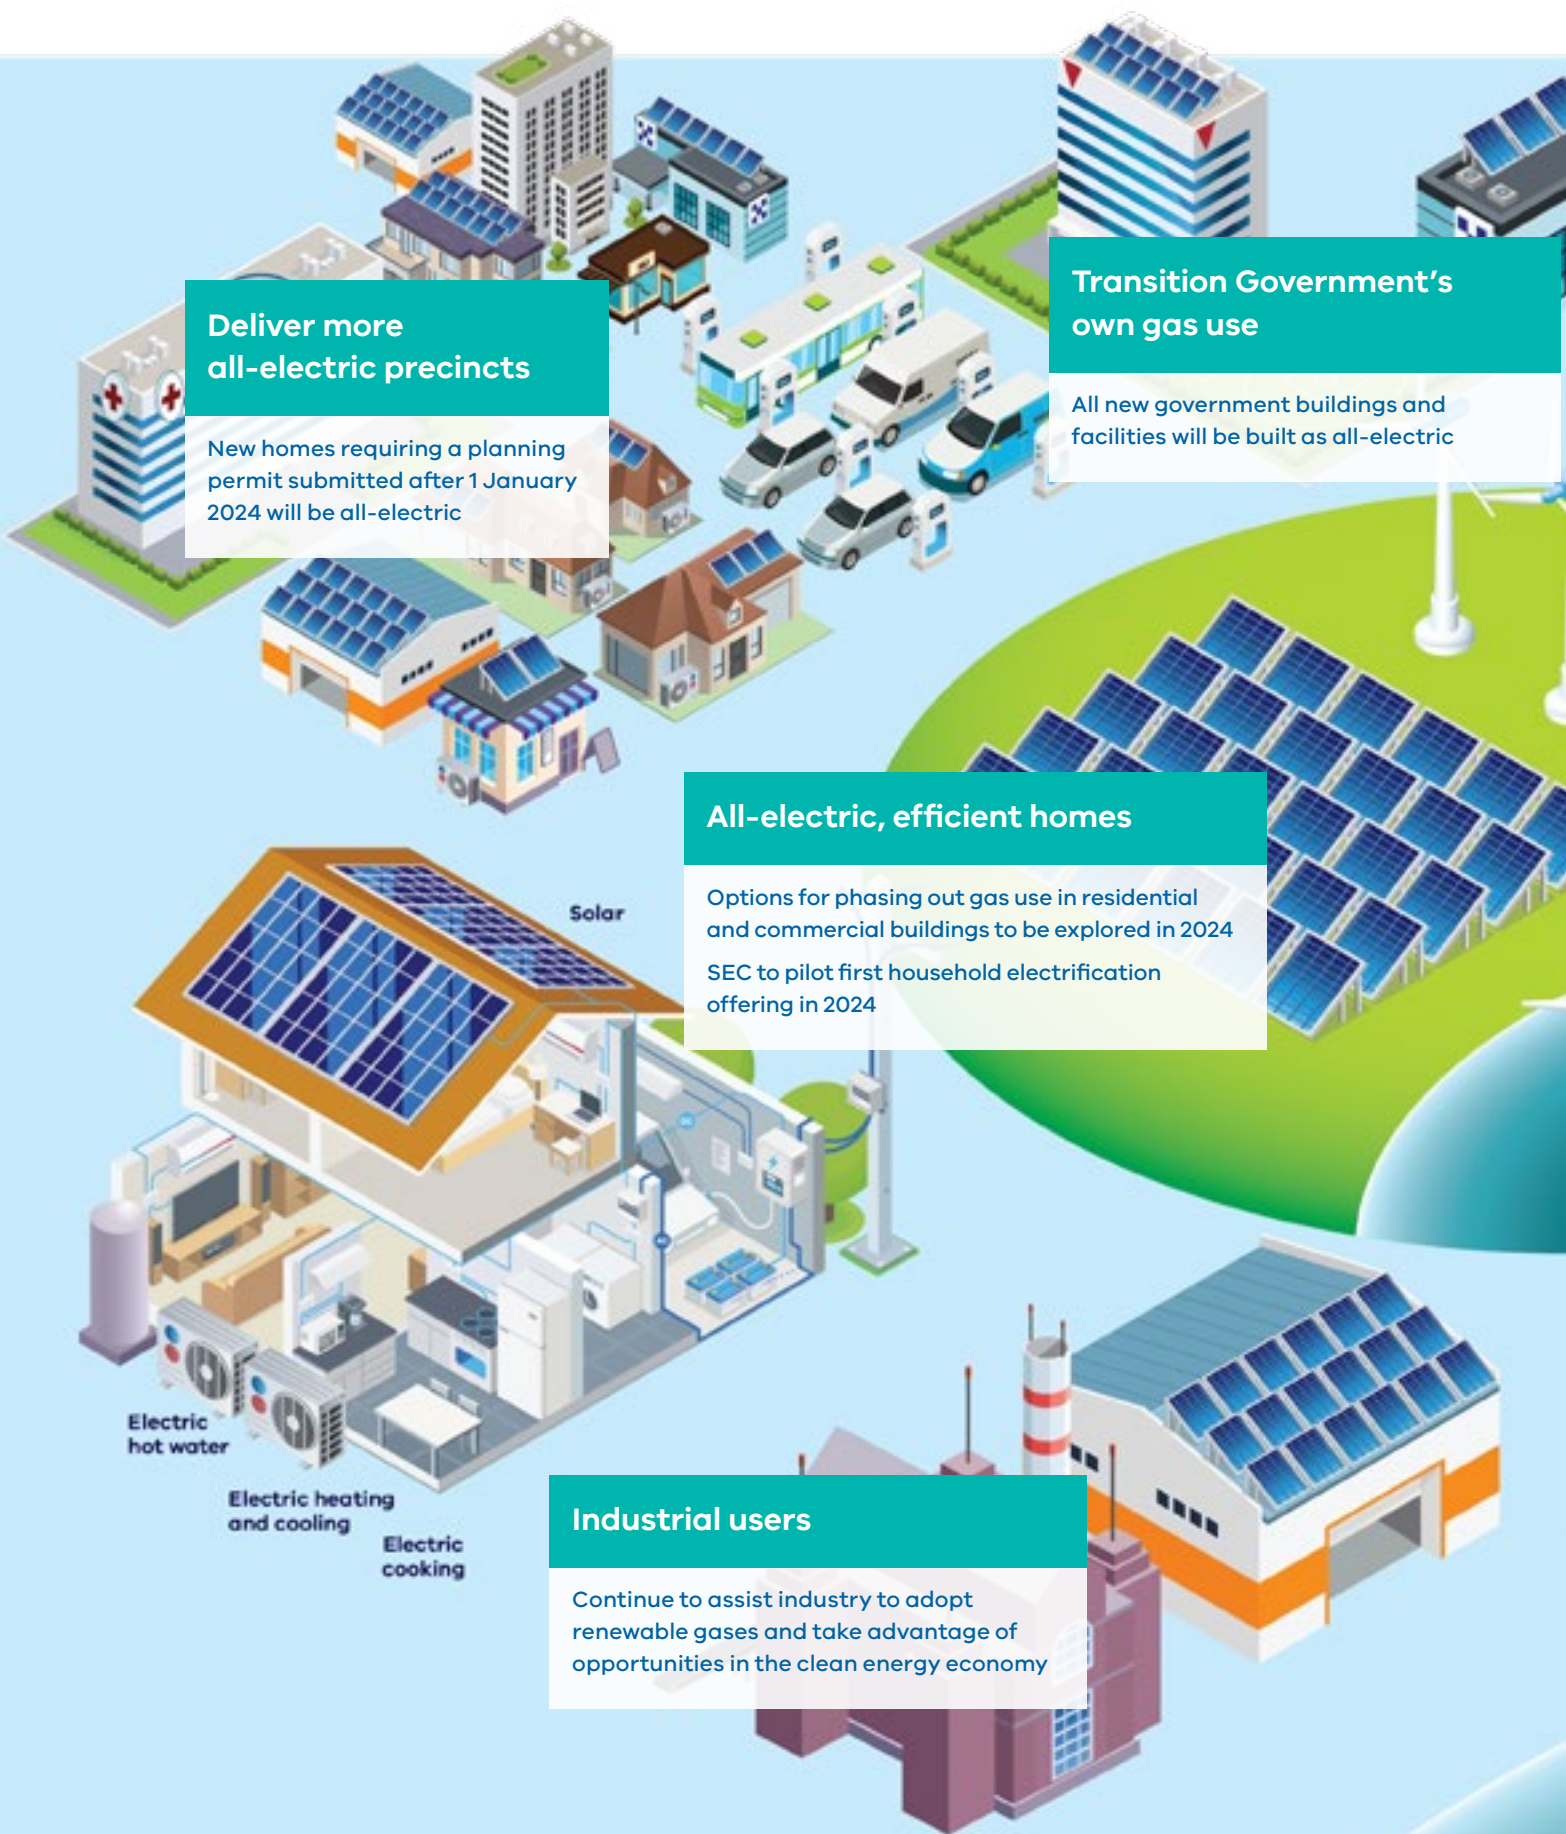 Deliver more
all-electric precincts
New homes requiring a planning
permit submitted after 1 January
2024 will be all-electric
Transition Government's
own gas use
All new government buildings and
facilities will be built as all-electric
All-electric, efficient homes
Options for phasing out gas use in residential
and commercial buildings to be explored in 2024
SEC to pilot first household electrification
offering in 2024
Solar
Electric
hot water
Electric heating
and cooling
Electric
cooking
Industrial users
Continue to assist industry to adopt
renewable gases and take advantage of
opportunities in the clean energy economy